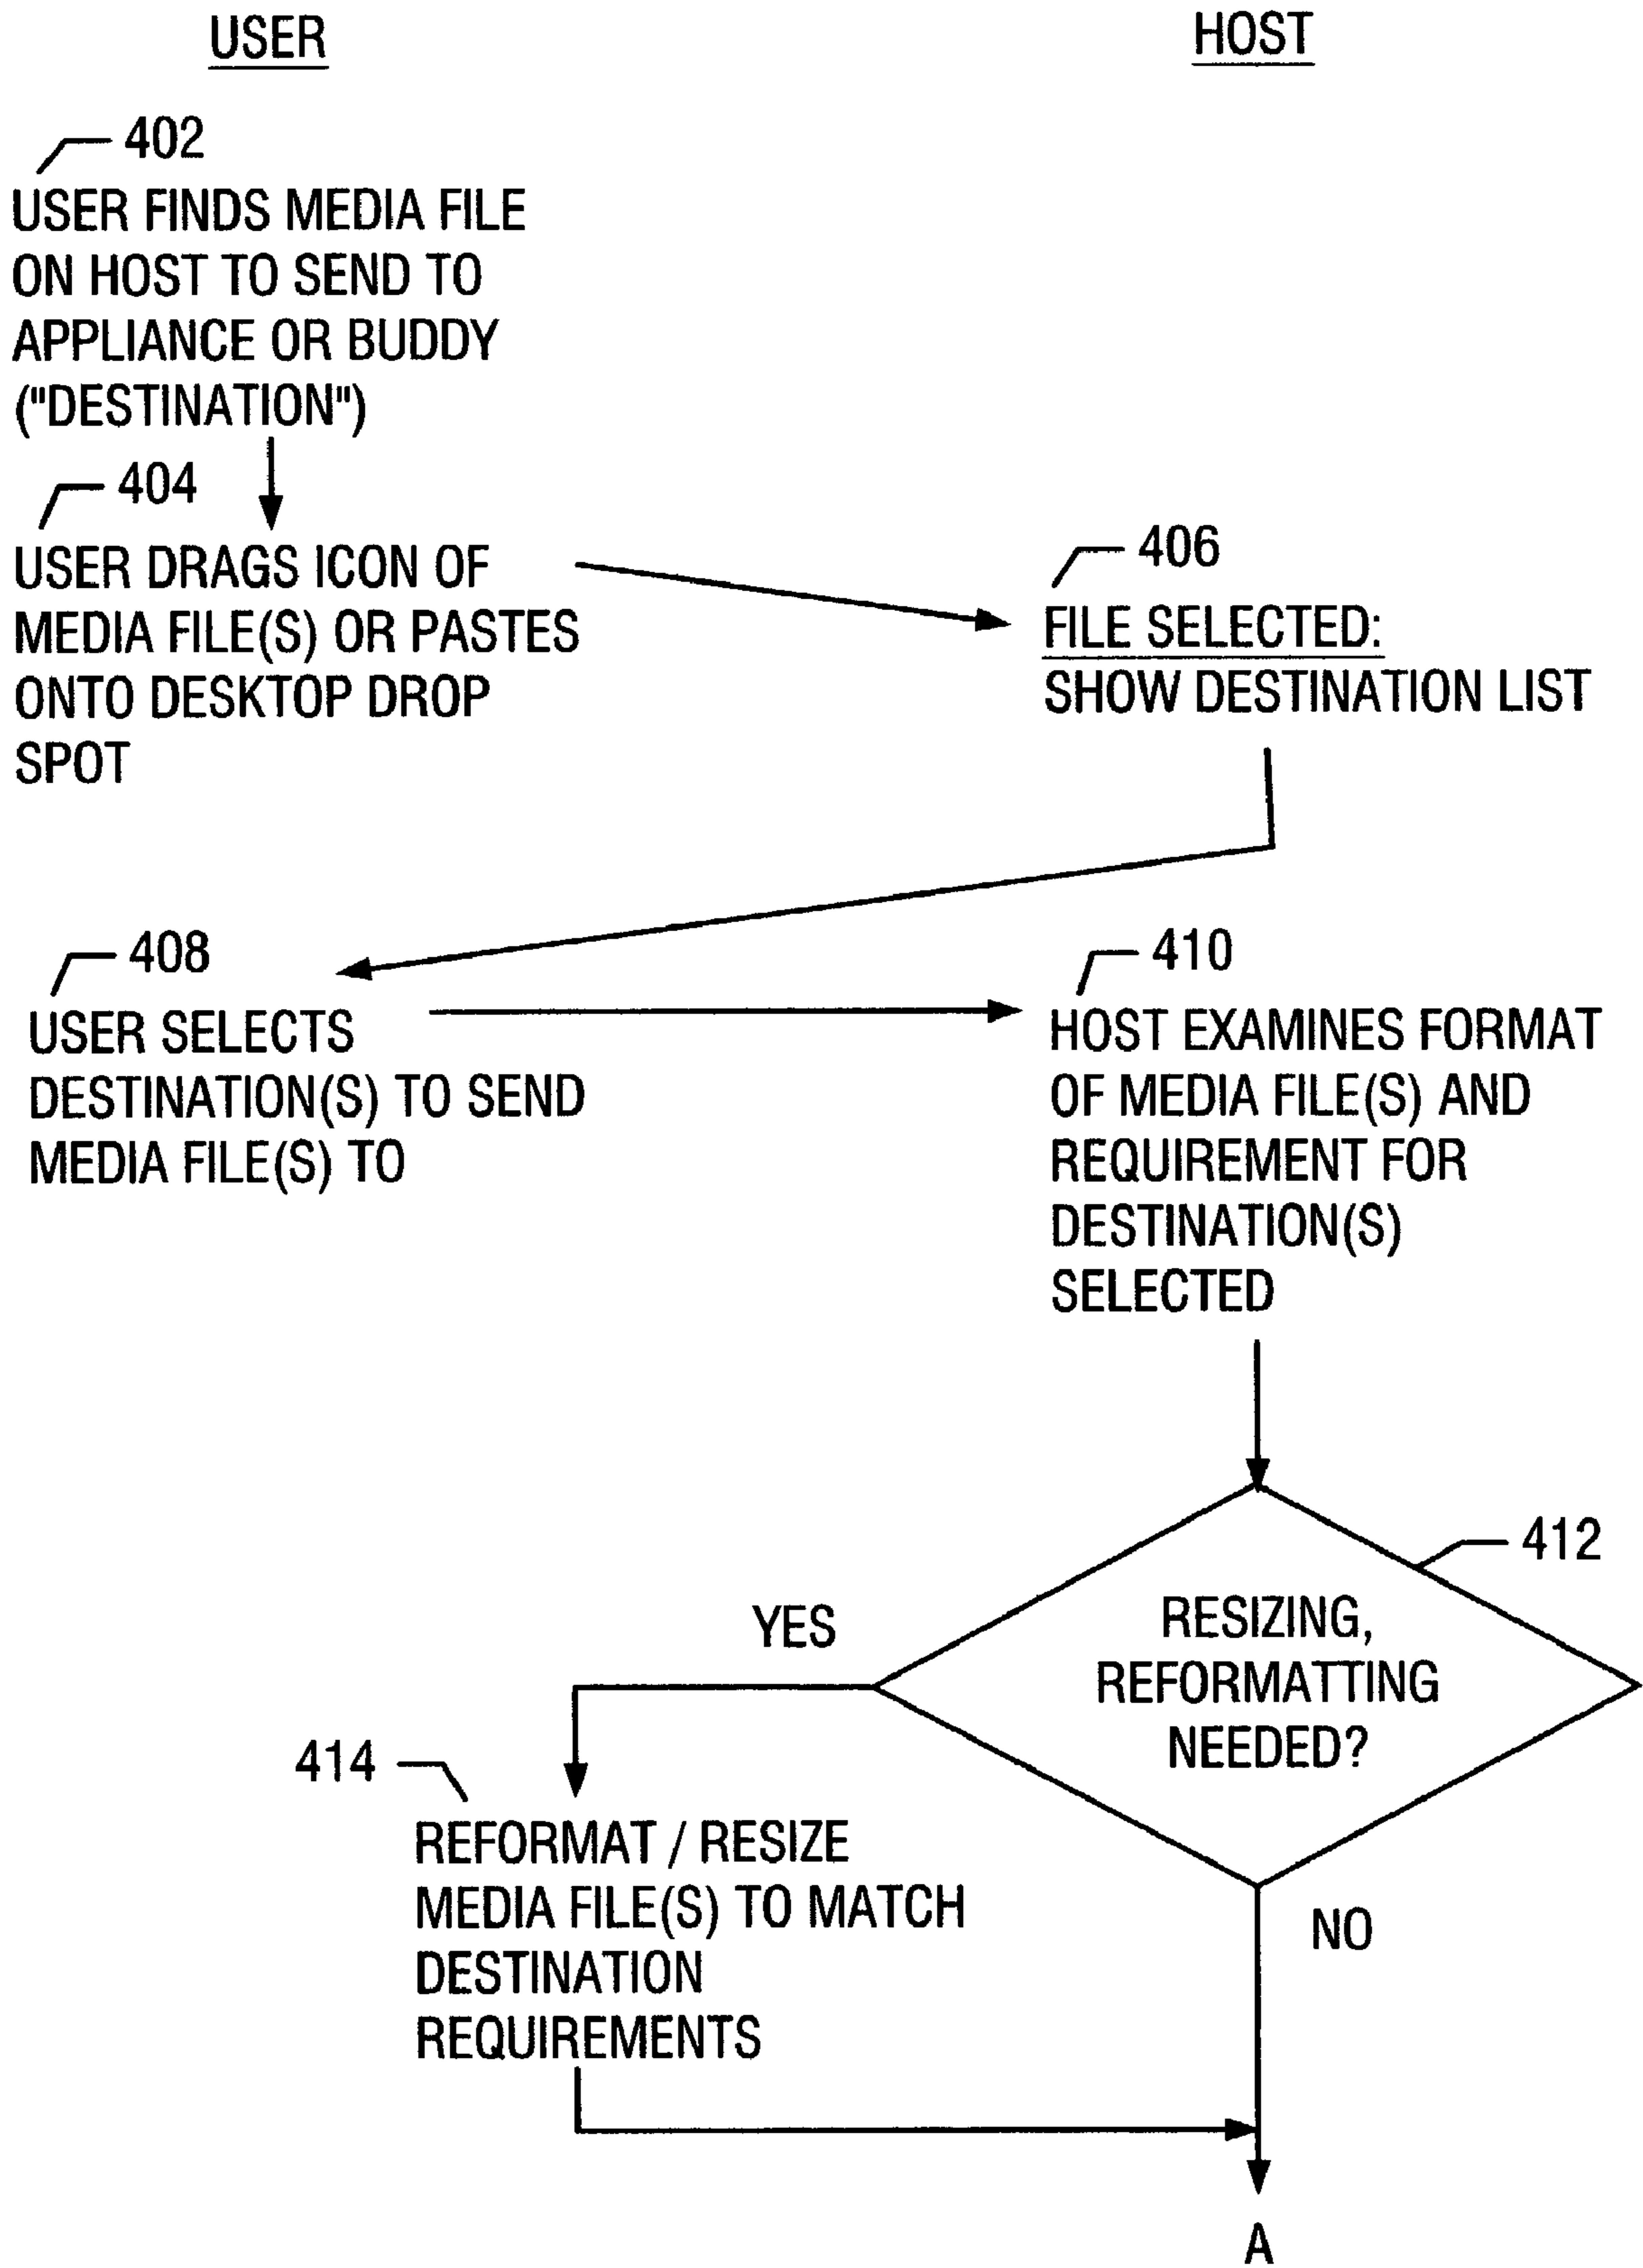 USER
HOST
402
USER FINDS MEDIA FILE
ON HOST TO SEND TO
APPLIANCE OR BUDDY
("DESTINATION")
404
USER DRAGS ICON OF
MEDIA FILE(S) OR PASTES
ONTO DESKTOP DROP
SPOT
406
FILE SELECTED:
SHOW DESTINATION LIST
408
USER SELECTS
DESTINATION(S) TO SEND
MEDIA FILE(S) TO
410
HOST EXAMINES FORMAT
OF MEDIA FILE(S) AND
REQUIREMENT FOR
DESTINATION(S)
SELECTED
412
RESIZING,
REFORMATTING
NEEDED?
YES
414
REFORMAT / RESIZE
MEDIA FILE(S) TO MATCH
DESTINATION
REQUIREMENTS
NO
A